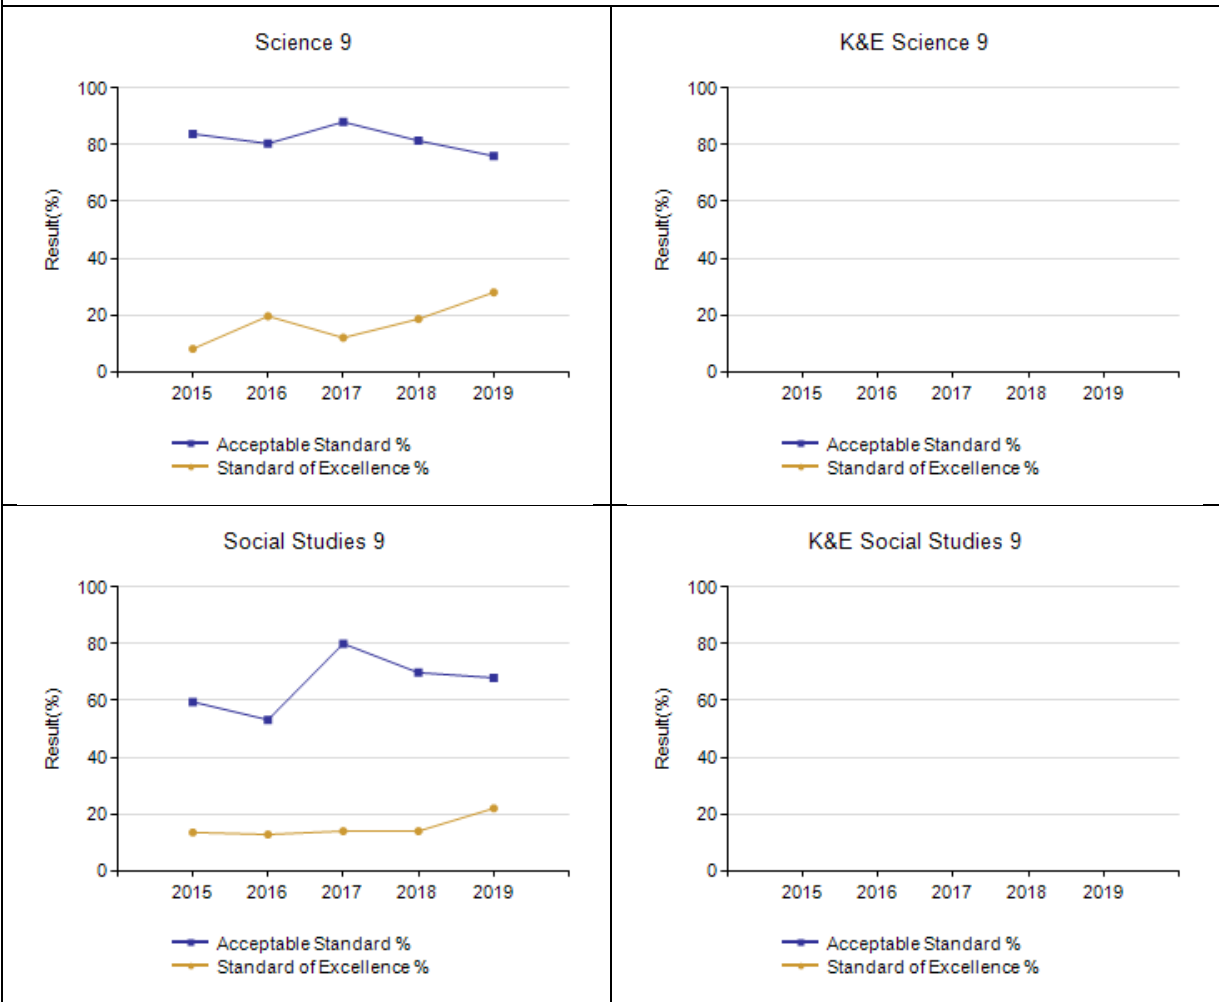 Science 9
Result(%)
100
80
60
40
20
0
2015 2016 2017 2018 2019
Acceptable Standard %
Standard of Excellence %
K&E Science 9
Result(%)
100
80
60
40
20
0
2015 2016 2017 2018 2019
Acceptable Standard %
Standard of Excellence %
Social Studies 9
Result(%)
100
80
60
40
20
0
2015 2016 2017 2018 2019
Acceptable Standard %
Standard of Excellence %
K&E Social Studies 9
Result(%)
100
80
60
40
20
0
2015 2016 2017 2018 2019
Acceptable Standard %
Standard of Excellence %